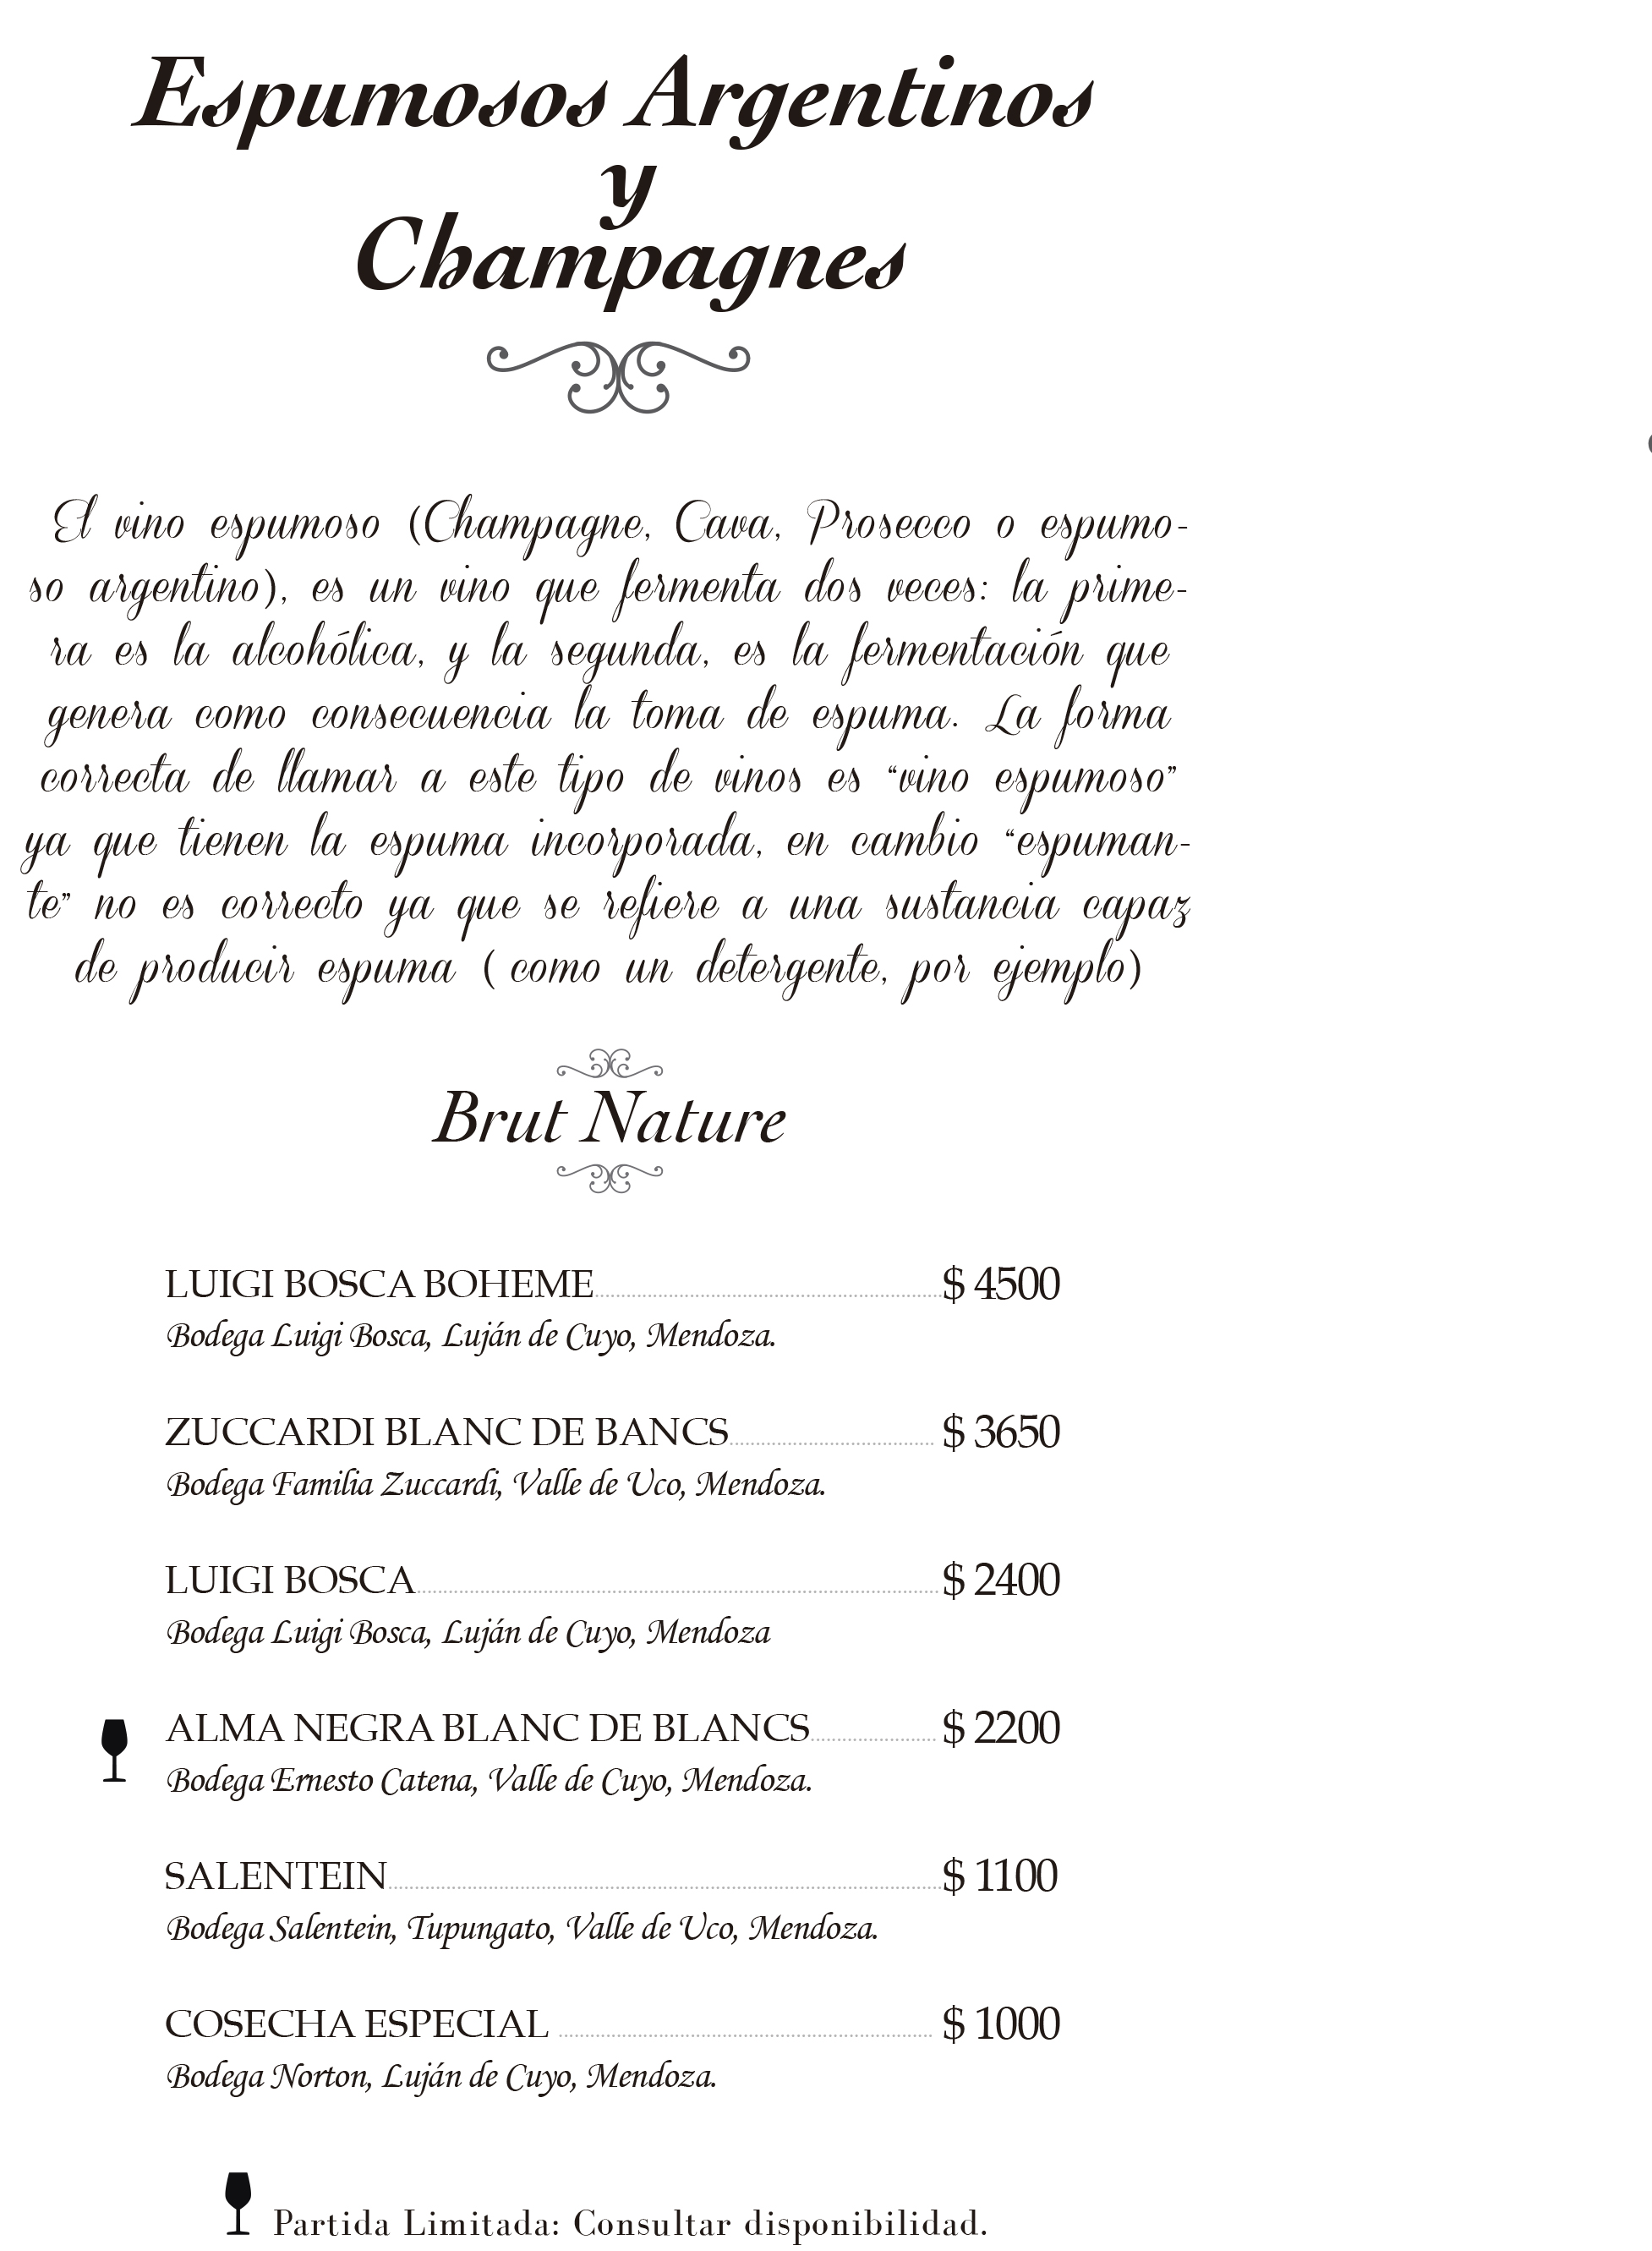 Espumosos Argentinos
y
Champagnes
El vino espumoso (Champagne, Cava, Prosecco o espumo-
so argentino), es un vino que fermenta dos veces: la prime-
ra es la alcohólica, y la segunda, es la fermentación que
genera como consecuencia la toma de espuma. La forma
correcta de llamar a este tipo de vinos es “vino espumoso”
ya que tienen la espuma incorporada, en cambio “espuman-
te” no es correcto ya que se refiere a una sustancia capaz
de producir espuma ( como un detergente, por ejemplo)
Brut Nature
LUIGI BOSCA BOHEME $ 4500
Bodega Luigi Bosca, Luján de Cuyo, Mendoza.
ZUCCARDI BLANC DE BANCS $ 3650
Bodega Familia Zuccardi, Valle de Uco, Mendoza.
LUIGI BOSCA $ 2400
Bodega Luigi Bosca, Luján de Cuyo, Mendoza
ALMA NEGRA BLANC DE BLANCS $ 2200
Bodega Ernesto Catena, Valle de Cuyo, Mendoza.
SALENTEIN $ 1100
Bodega Salentein, Tupungato, Valle de Uco, Mendoza.
COSECHA ESPECIAL $ 1000
Bodega Norton, Luján de Cuyo, Mendoza.
Partida Limitada: Consultar disponibilidad.